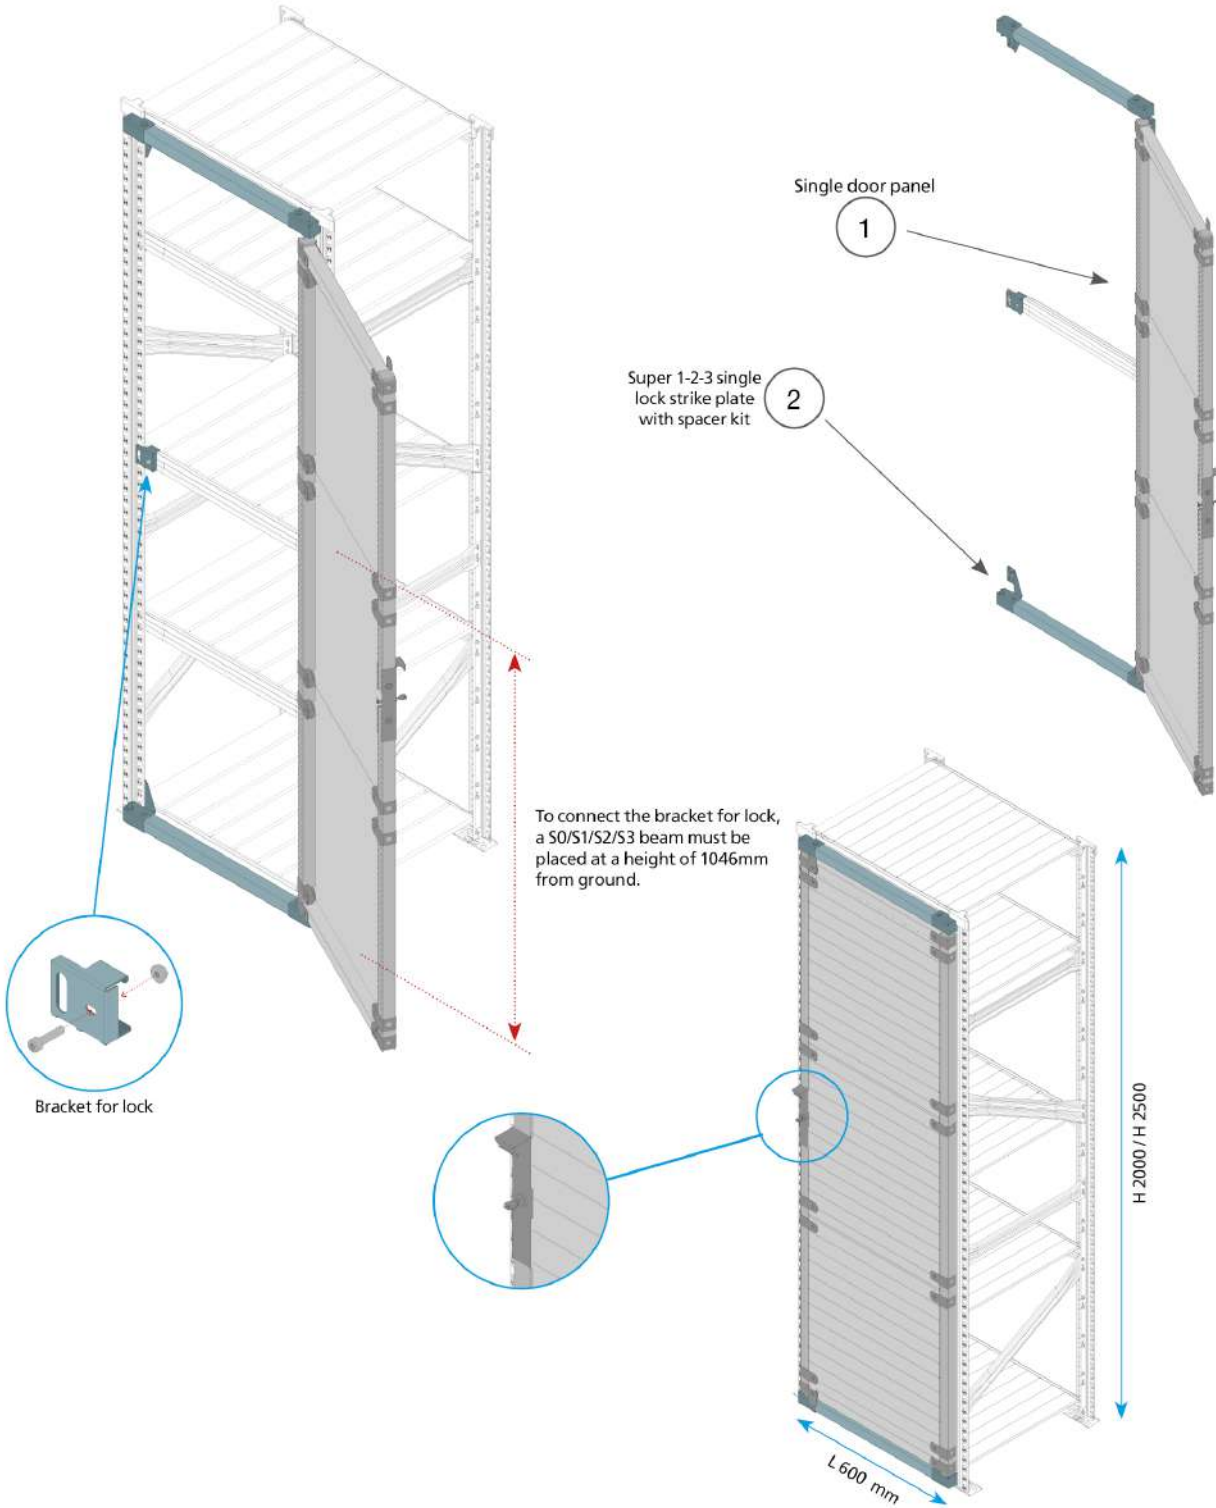 Single door panel
1
Super 1-2-3 single
lock strike plate
with spacer kit
2
To connect the bracket for lock,
a S0/S1/S2/S3 beam must be
placed at a height of 1046mm
from ground.
Bracket for lock
H 2000 / H 2500
L 600 mm